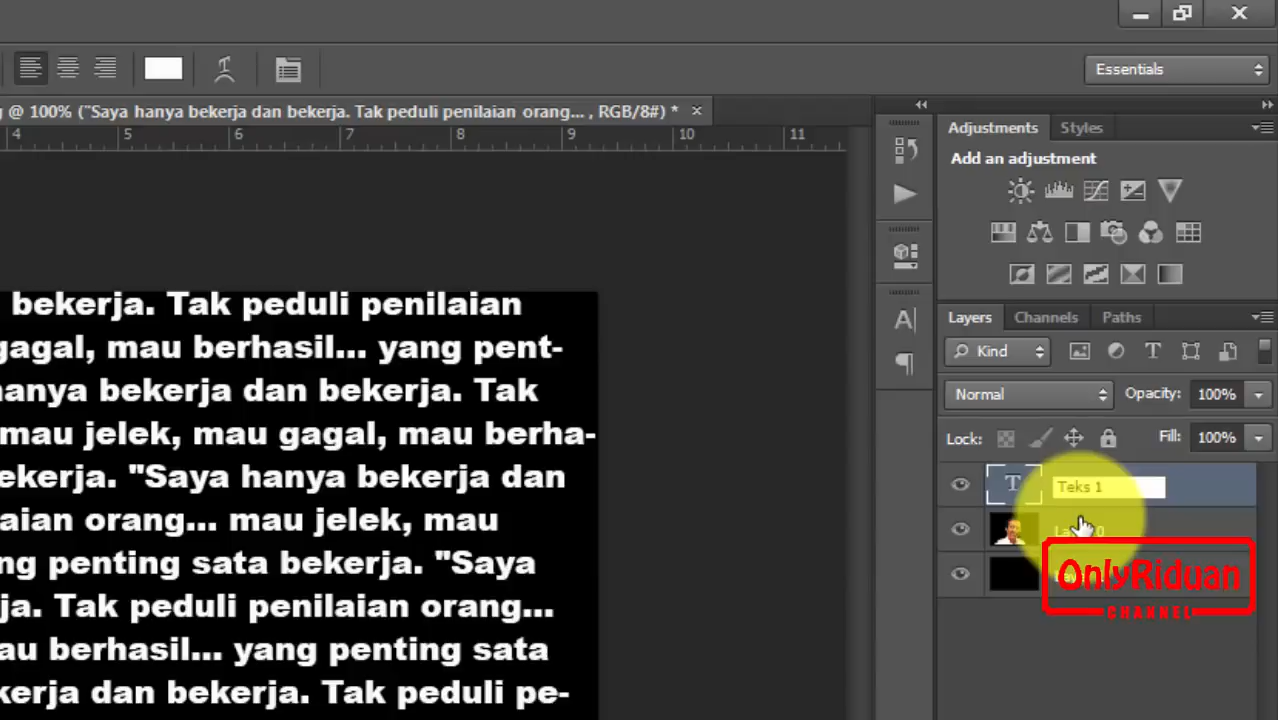 Essentials
g @ 100% ("Saya hanya bekerja dan bekerja. Tak peduli penilaian orang... , RGB/8#) *
4 5 6 7 8 9 10 11
Adjustments Styles
Add an adjustment
bekerja. Tak peduli penilaian
gagal, mau berhasil... yang pent-
hanya bekerja dan bekerja. Tak
mau jelek, mau gagal, mau berha-
ekerja. "Saya hanya bekerja dan
laian orang... mau jelek, mau
ng penting sata bekerja. "Saya
ja. Tak peduli penilaian orang...
au berhasil... yang penting sata
kerja dan bekerja. Tak peduli pe-
Layers Channels Paths
Kind
Normal Opacity: 100%
Lock: Fill: 100%
T Teks 1
OnlyRiduan
CHANNEL